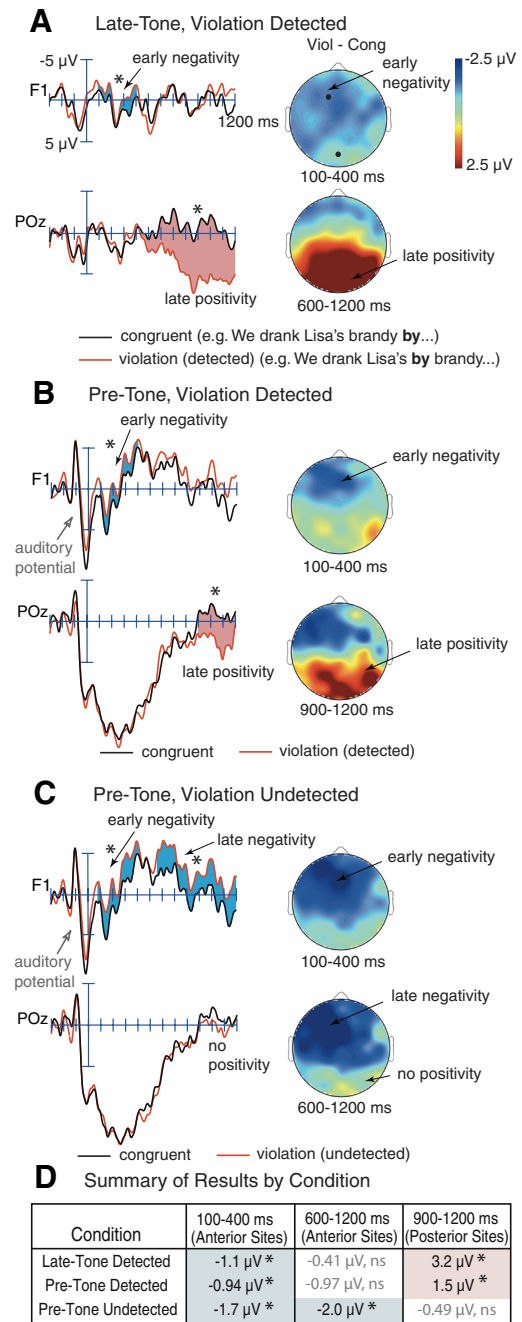 A Late-Tone, Violation Detected
Viol - Cong
-5 µV
* early negativity
F1
1200 ms
5 µV
early negativity
-2.5 µV
2.5 µV
100-400 ms
POz
*
late positivity
late positivity
600-1200 ms
congruent (e.g. We drank Lisa's brandy by...)
violation (detected) (e.g. We drank Lisa's by brandy...)
B Pre-Tone, Violation Detected
early negativity
*
F1
auditory potential
early negativity
100-400 ms
POz
*
late positivity
late positivity
900-1200 ms
congruent violation (detected)
C Pre-Tone, Violation Undetected
early negativity
* late negativity
*
F1
auditory potential
early negativity
100-400 ms
POz
no positivity
late negativity
no positivity
600-1200 ms
congruent violation (undetected)
D Summary of Results by Condition
Condition 100-400 ms (Anterior Sites) 600-1200 ms (Anterior Sites) 900-1200 ms (Posterior Sites)
Late-Tone Detected -1.1 µV * -0.41 µV, ns 3.2 µV *
Pre-Tone Detected -0.94 µV * -0.97 µV, ns 1.5 µV *
Pre-Tone Undetected -1.7 µV * -2.0 µV * -0.49 µV, ns